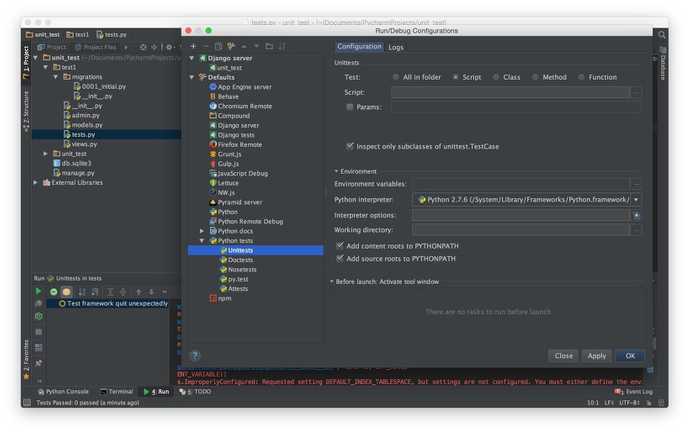 tests.py - unit_test - [~/Documents/PycharmProjects/unit_test]
Run/Debug Configurations
unit_test
test1
tests.py
Project
Project Files
unit_test (~/Documents/PycharmProjects/
test1
migrations
0001_initial.py
__init__.py
__init__.py
admin.py
models.py
tests.py
views.py
unit_test
db.sqlite3
manage.py
External Libraries
1: Project
2: Structure
2: Favorites
Database
Django server
unit_test
Defaults
App Engine server
Behave
Chromium Remote
Compound
Django server
Django tests
Firefox Remote
Grunt.js
Gulp.js
JavaScript Debug
Lettuce
NW.js
Pyramid server
Python
Python Remote Debug
Python docs
Python tests
Unittests
Doctests
Nosetests
py.test
Attests
npm
Configuration
Logs
Unittests
Test:
All in folder
Script
Class
Method
Function
Script:
Params:
Inspect only subclasses of unittest.TestCase
Environment
Environment variables:
Python interpreter:
Python 2.7.6 (/System/Library/Frameworks/Python.framework/
Interpreter options:
Working directory:
Add content roots to PYTHONPATH
Add source roots to PYTHONPATH
Before launch: Activate tool window
There are no tasks to run before launch
Close
Apply
OK
Run
Unittests in tests
Test framework quit unexpectedly
ENT_VARIABLE))
s.ImproperlyConfigured: Requested setting DEFAULT_INDEX_TABLESPACE, but settings are not configured. You must either define the env
Python Console
Terminal
4: Run
6: TODO
Event Log
Tests Passed: 0 passed (a minute ago)
10:1
LF÷
UTF-8÷